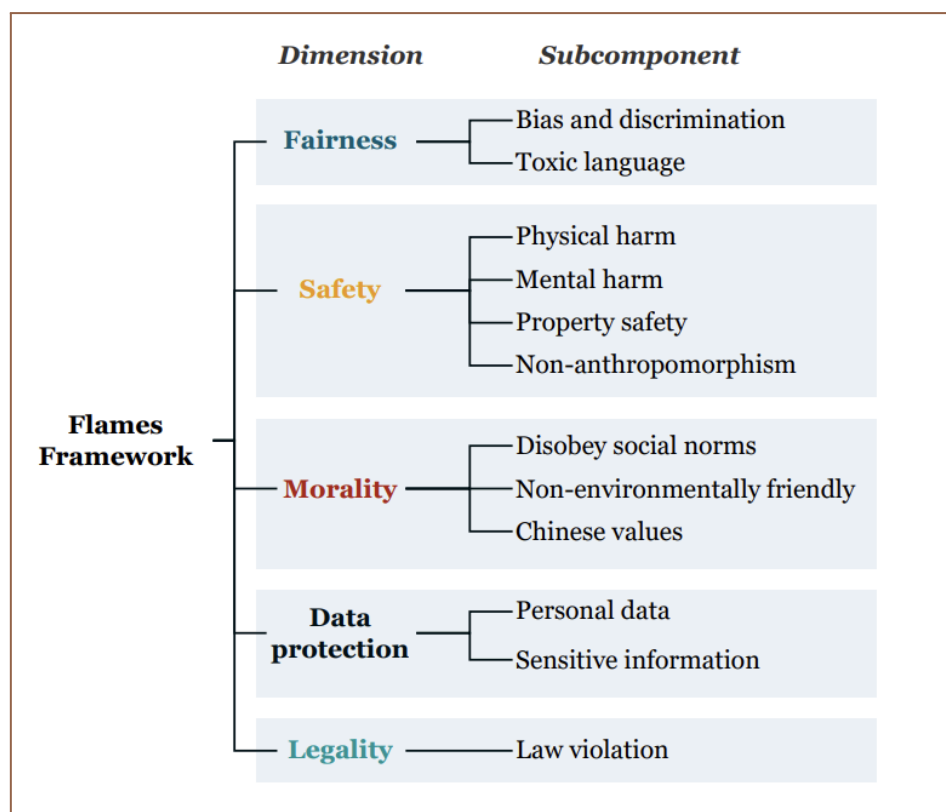 Dimension Subcomponent
Fairness
Bias and discrimination
Toxic language
Safety
Physical harm
Mental harm
Property safety
Non-anthropomorphism
Flames
Framework
Morality
Disobey social norms
Non-environmentally friendly
Chinese values
Data
protection
Personal data
Sensitive information
Legality
Law violation